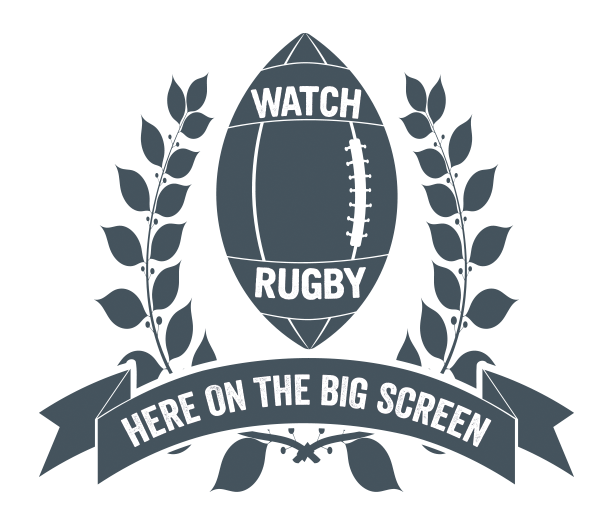 WATCH
RUGBY
HERE ON THE BIG SCREEN